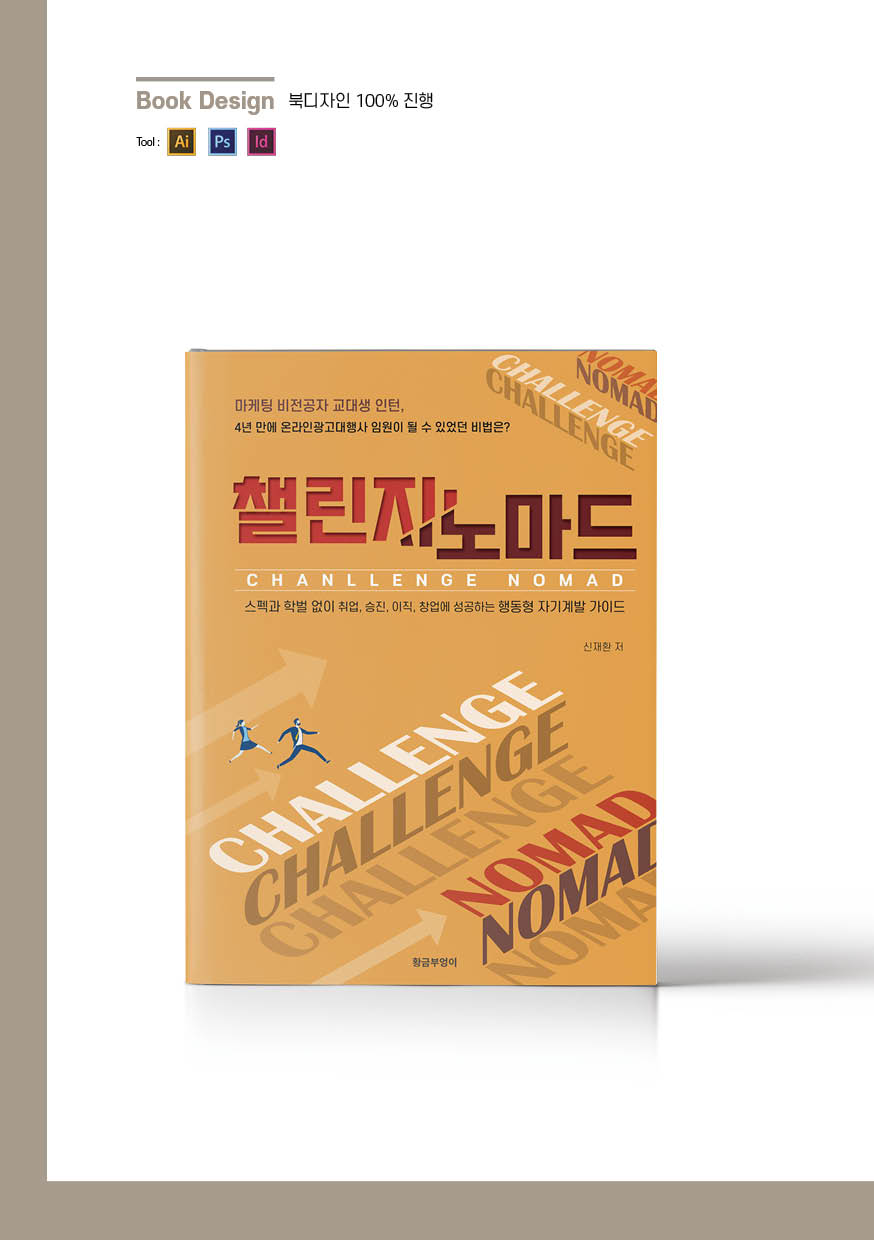 Book Design 북디자인 100% 진행
Tool : Ai Ps Id
CHALLENGE
CHALLENGE
NOMAD
NOMAD
마케팅 비전공자 교대생 인턴,
4년 만에 온라인광고대행사 임원이 될 수 있었던 비법은?
챌린지노마드
CHANLLENGE NOMAD
스펙과 학벌 없이 취업, 승진, 이직, 창업에 성공하는 행동형 자기계발 가이드
신재환 저
CHALLENGE
CHALLENGE
CHALLENGE
NOMAD
NOMAD
NOMA
황금부엉이